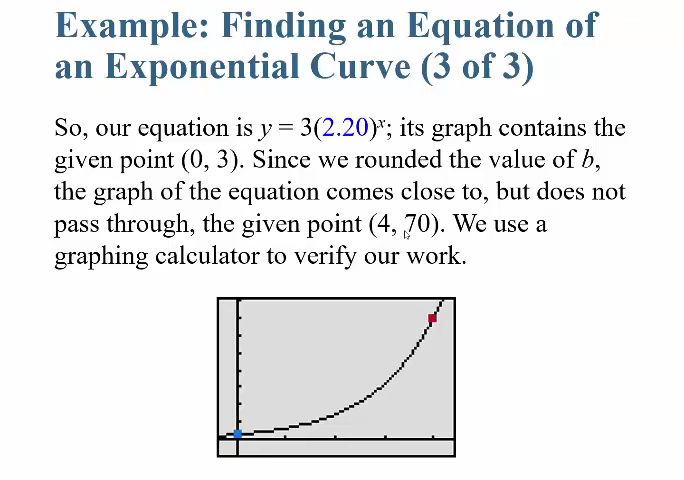 Example: Finding an Equation of
an Exponential Curve (3 of 3)
So, our equation is y = 3(2.20)ˣ; its graph contains the
given point (0, 3). Since we rounded the value of b,
the graph of the equation comes close to, but does not
pass through, the given point (4, 70). We use a
graphing calculator to verify our work.